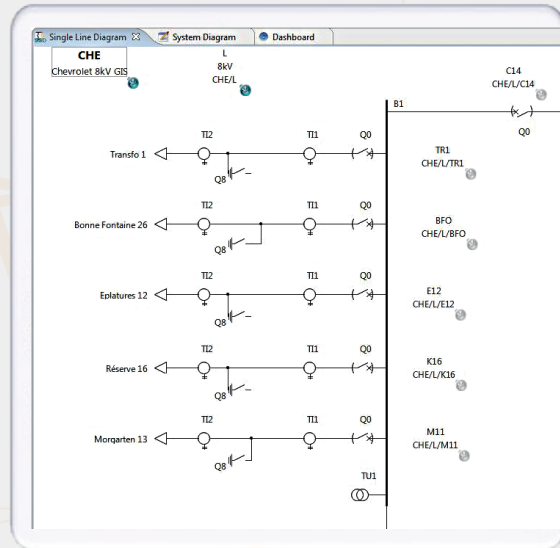 Single Line Diagram
System Diagram
Dashboard
CHE
Chevrolet 8kV GIS
L
8kV
CHE/L
C14
CHE/L/C14
B1
Q0
TI2
TI1
Q0
Transfo 1
Q8
TR1
CHE/L/TR1
TI2
TI1
Q0
Bonne Fontaine 26
Q8
BFO
CHE/L/BFO
TI2
TI1
Q0
Eplatures 12
Q8
E12
CHE/L/E12
TI2
TI1
Q0
Réserve 16
Q8
K16
CHE/L/K16
TI2
TI1
Q0
Morgarten 13
Q8
M11
CHE/L/M11
TU1